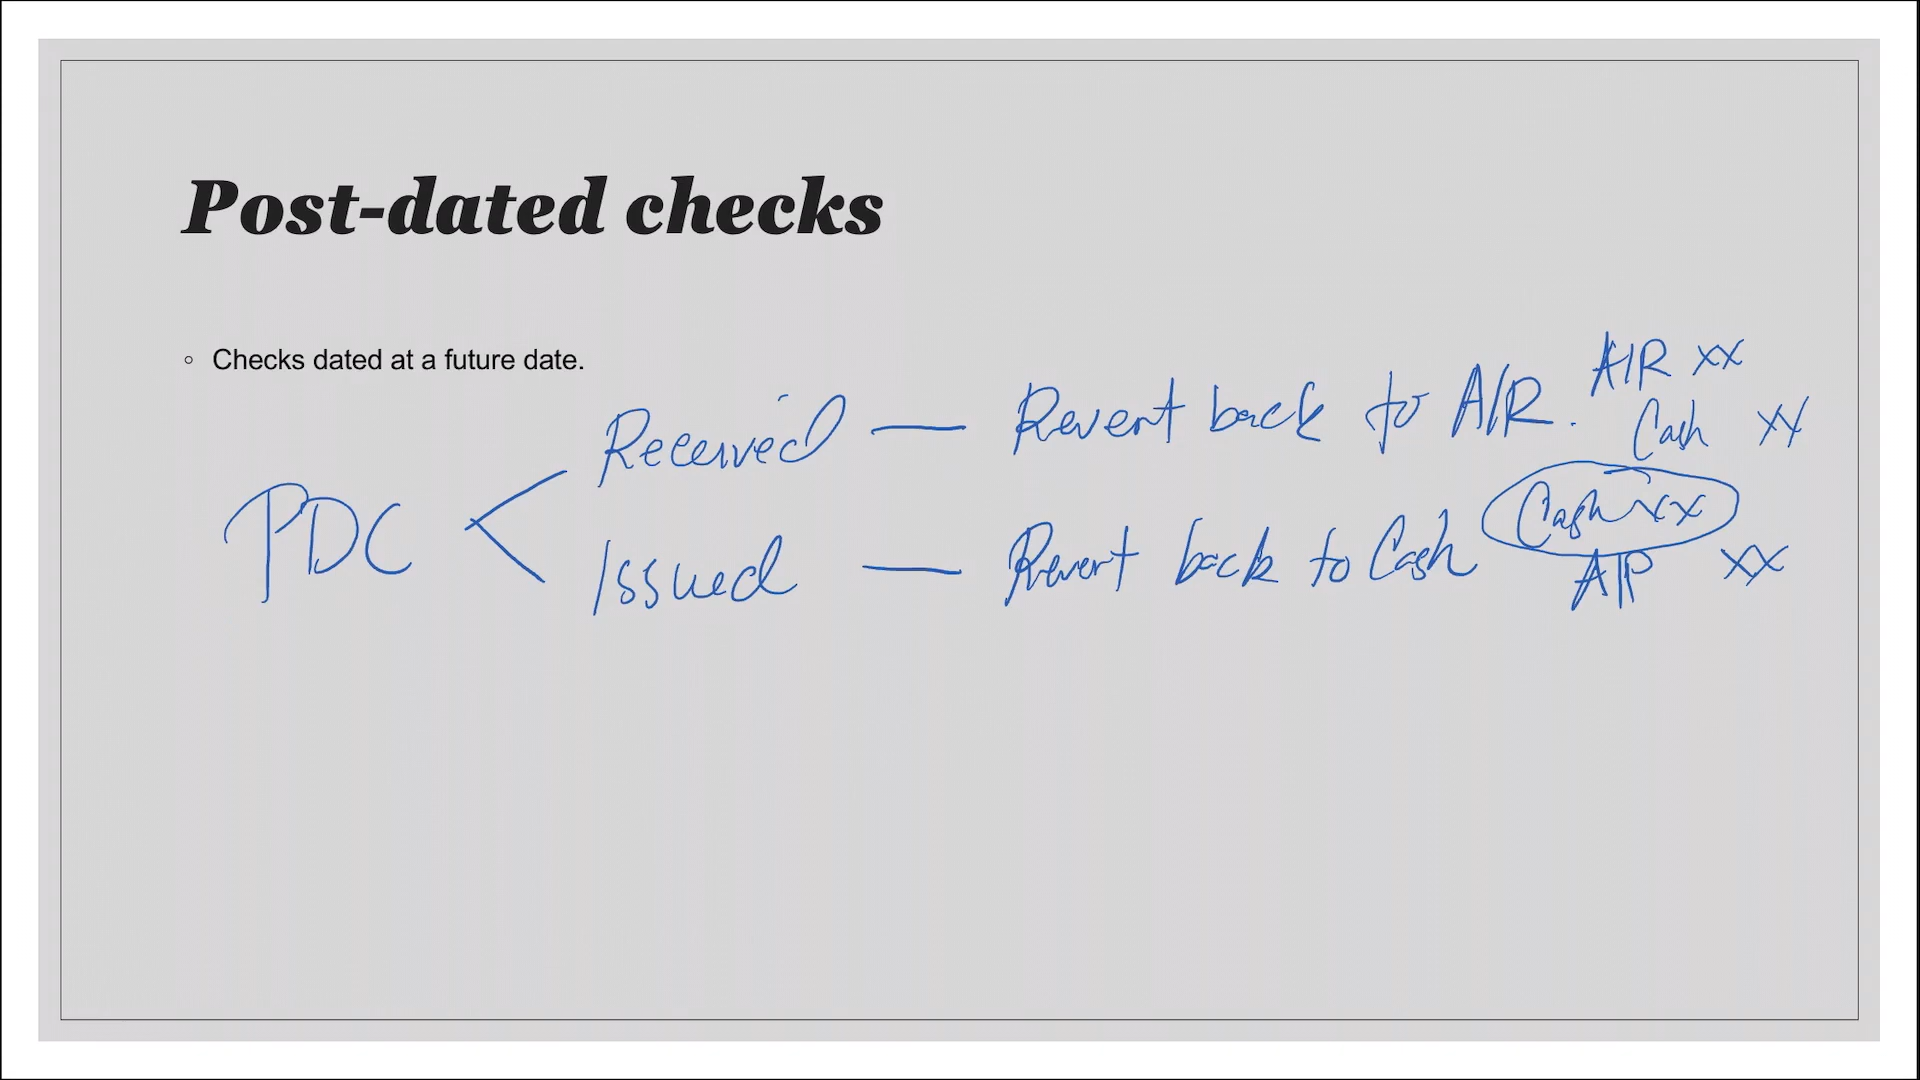 Post-dated checks
Checks dated at a future date.
A/R xx
Received — Revert back to A/R.
Cash xx
PDC <
Cash xx
Issued — Revert back to Cash
A/P xx